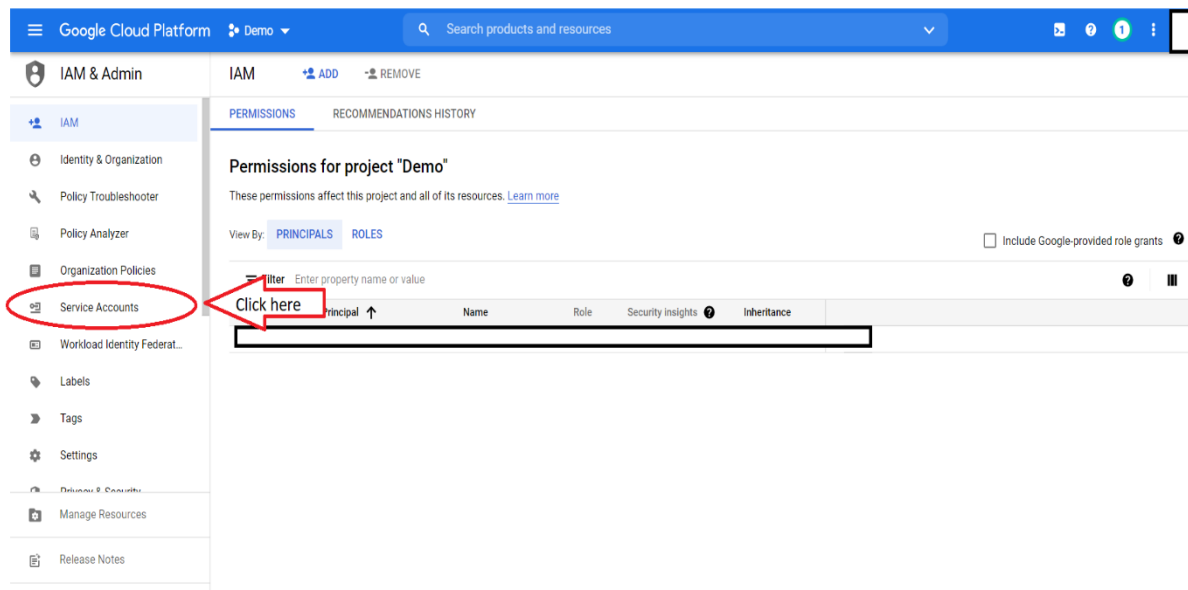 Google Cloud Platform Demo Search products and resources 1
IAM & Admin IAM ADD REMOVE
PERMISSIONS RECOMMENDATIONS HISTORY
IAM
Identity & Organization
Permissions for project "Demo"
Policy Troubleshooter
These permissions affect this project and all of its resources. Learn more
Policy Analyzer
View By: PRINCIPALS ROLES
Include Google-provided role grants
Organization Policies
Filter Enter property name or value
Service Accounts
Click here
Principal Name Role Security insights Inheritance
Workload Identity Federat...
Labels
Tags
Settings
Privacy & Security
Manage Resources
Release Notes